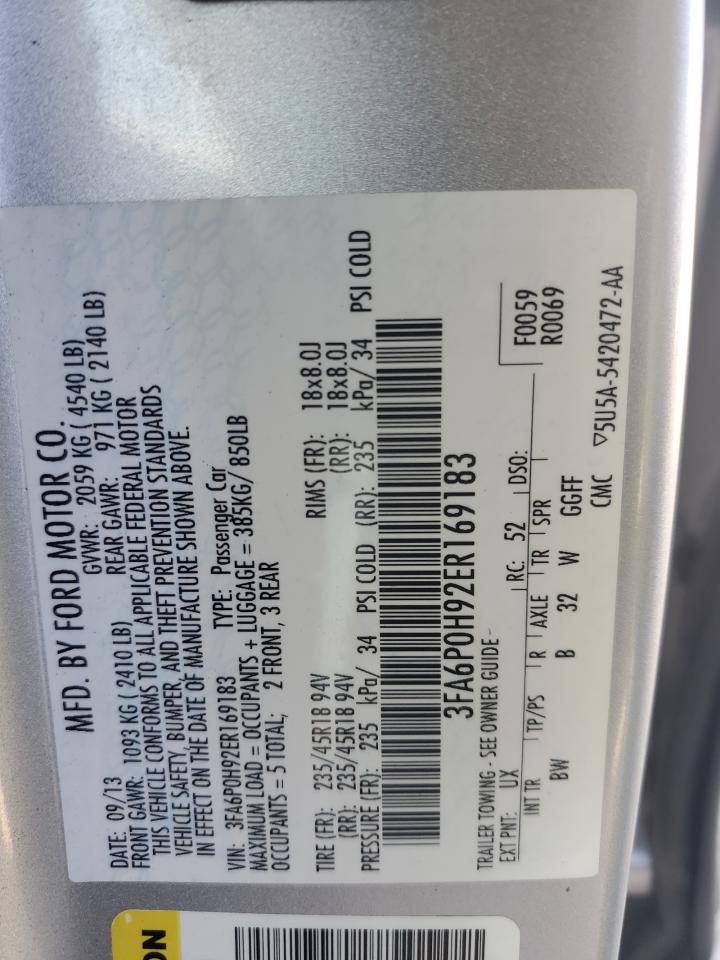 MFD. BY FORD MOTOR CO.
DATE: 09/13 GVWR: 2059 KG ( 4540 LB)
FRONT GAWR: 1093 KG ( 2410 LB) REAR GAWR: 971 KG ( 2140 LB)
THIS VEHICLE CONFORMS TO ALL APPLICABLE FEDERAL MOTOR
VEHICLE SAFETY, BUMPER, AND THEFT PREVENTION STANDARDS
IN EFFECT ON THE DATE OF MANUFACTURE SHOWN ABOVE.
VIN: 3FA6P0H92ER169183 TYPE: Passenger Car
MAXIMUM LOAD = OCCUPANTS + LUGGAGE = 385KG/ 850LB
OCCUPANTS = 5 TOTAL; 2 FRONT, 3 REAR
TIRE (FR): 235/45R18 94V RIMS (FR): 18x8.0J
(RR): 235/45R18 94V (RR): 18x8.0J
PRESSURE (FR): 235 kPa/ 34 PSI COLD (RR): 235 kPa/ 34 PSI COLD
3FA6P0H92ER169183
TRAILER TOWING - SEE OWNER GUIDE-
EXT PNT: UX RC: 52 DSO: F0059
R0069
INT TR TP/PS R AXLE TR SPR
BW B 32 W GGFF
CMC ▽5U5A-5420472-AA
ON